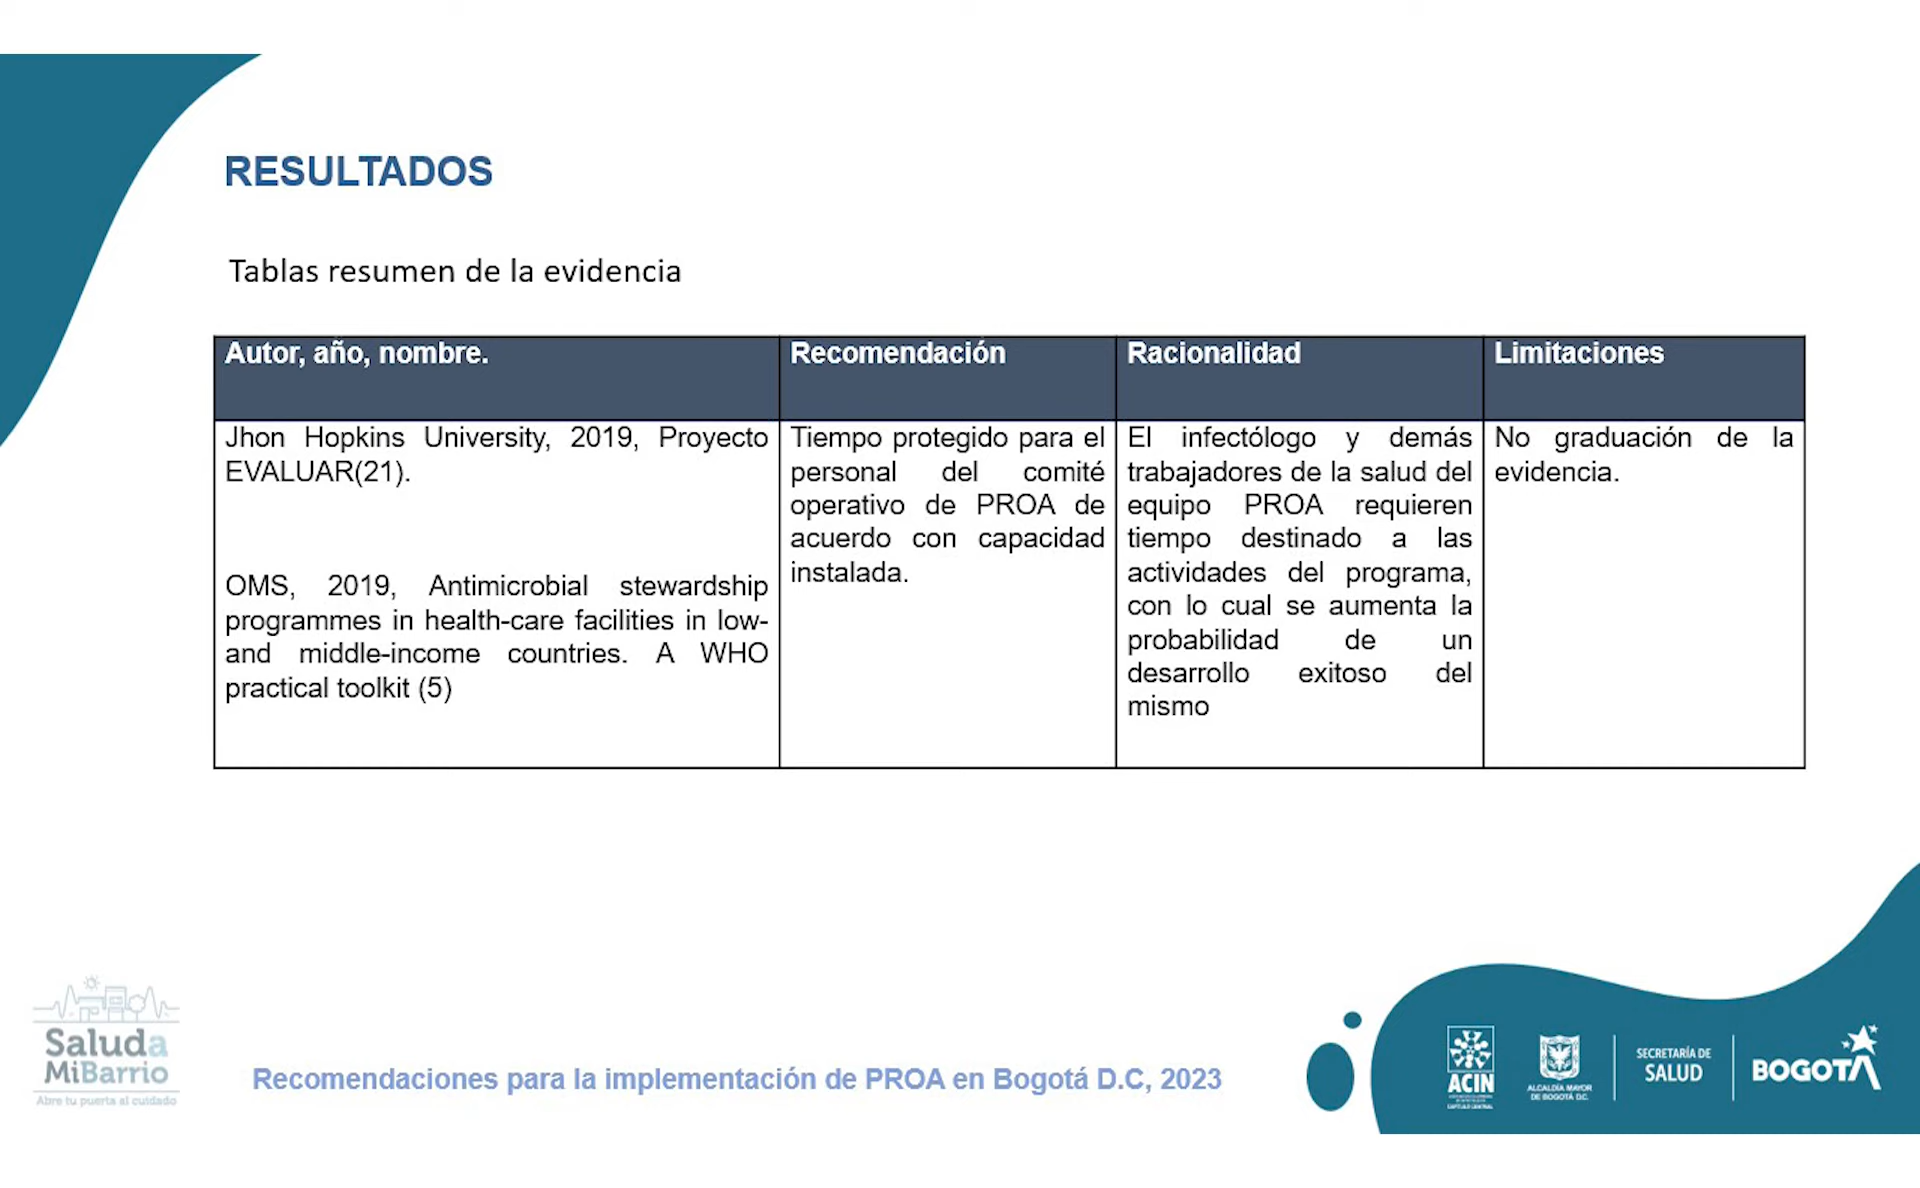 RESULTADOS
Tablas resumen de la evidencia
Autor, año, nombre.
Recomendación
Racionalidad
Limitaciones
Jhon Hopkins University, 2019, Proyecto
EVALUAR(21).
OMS, 2019, Antimicrobial stewardship
programmes in health-care facilities in low-
and middle-income countries. A WHO
practical toolkit (5)
Tiempo protegido para el
personal del comité
operativo de PROA de
acuerdo con capacidad
instalada.
El infectólogo y demás
trabajadores de la salud del
equipo PROA requieren
tiempo destinado a las
actividades del programa,
con lo cual se aumenta la
probabilidad de un
desarrollo exitoso del
mismo
No graduación de la
evidencia.
Saluda
MiBarrio
Abre tu puerta al cuidado
Recomendaciones para la implementación de PROA en Bogotá D.C, 2023
ACIN
CAPÍTULO CENTRAL
ALCALDÍA MAYOR
DE BOGOTÁ D.C.
SECRETARÍA DE
SALUD
BOGOTÁ